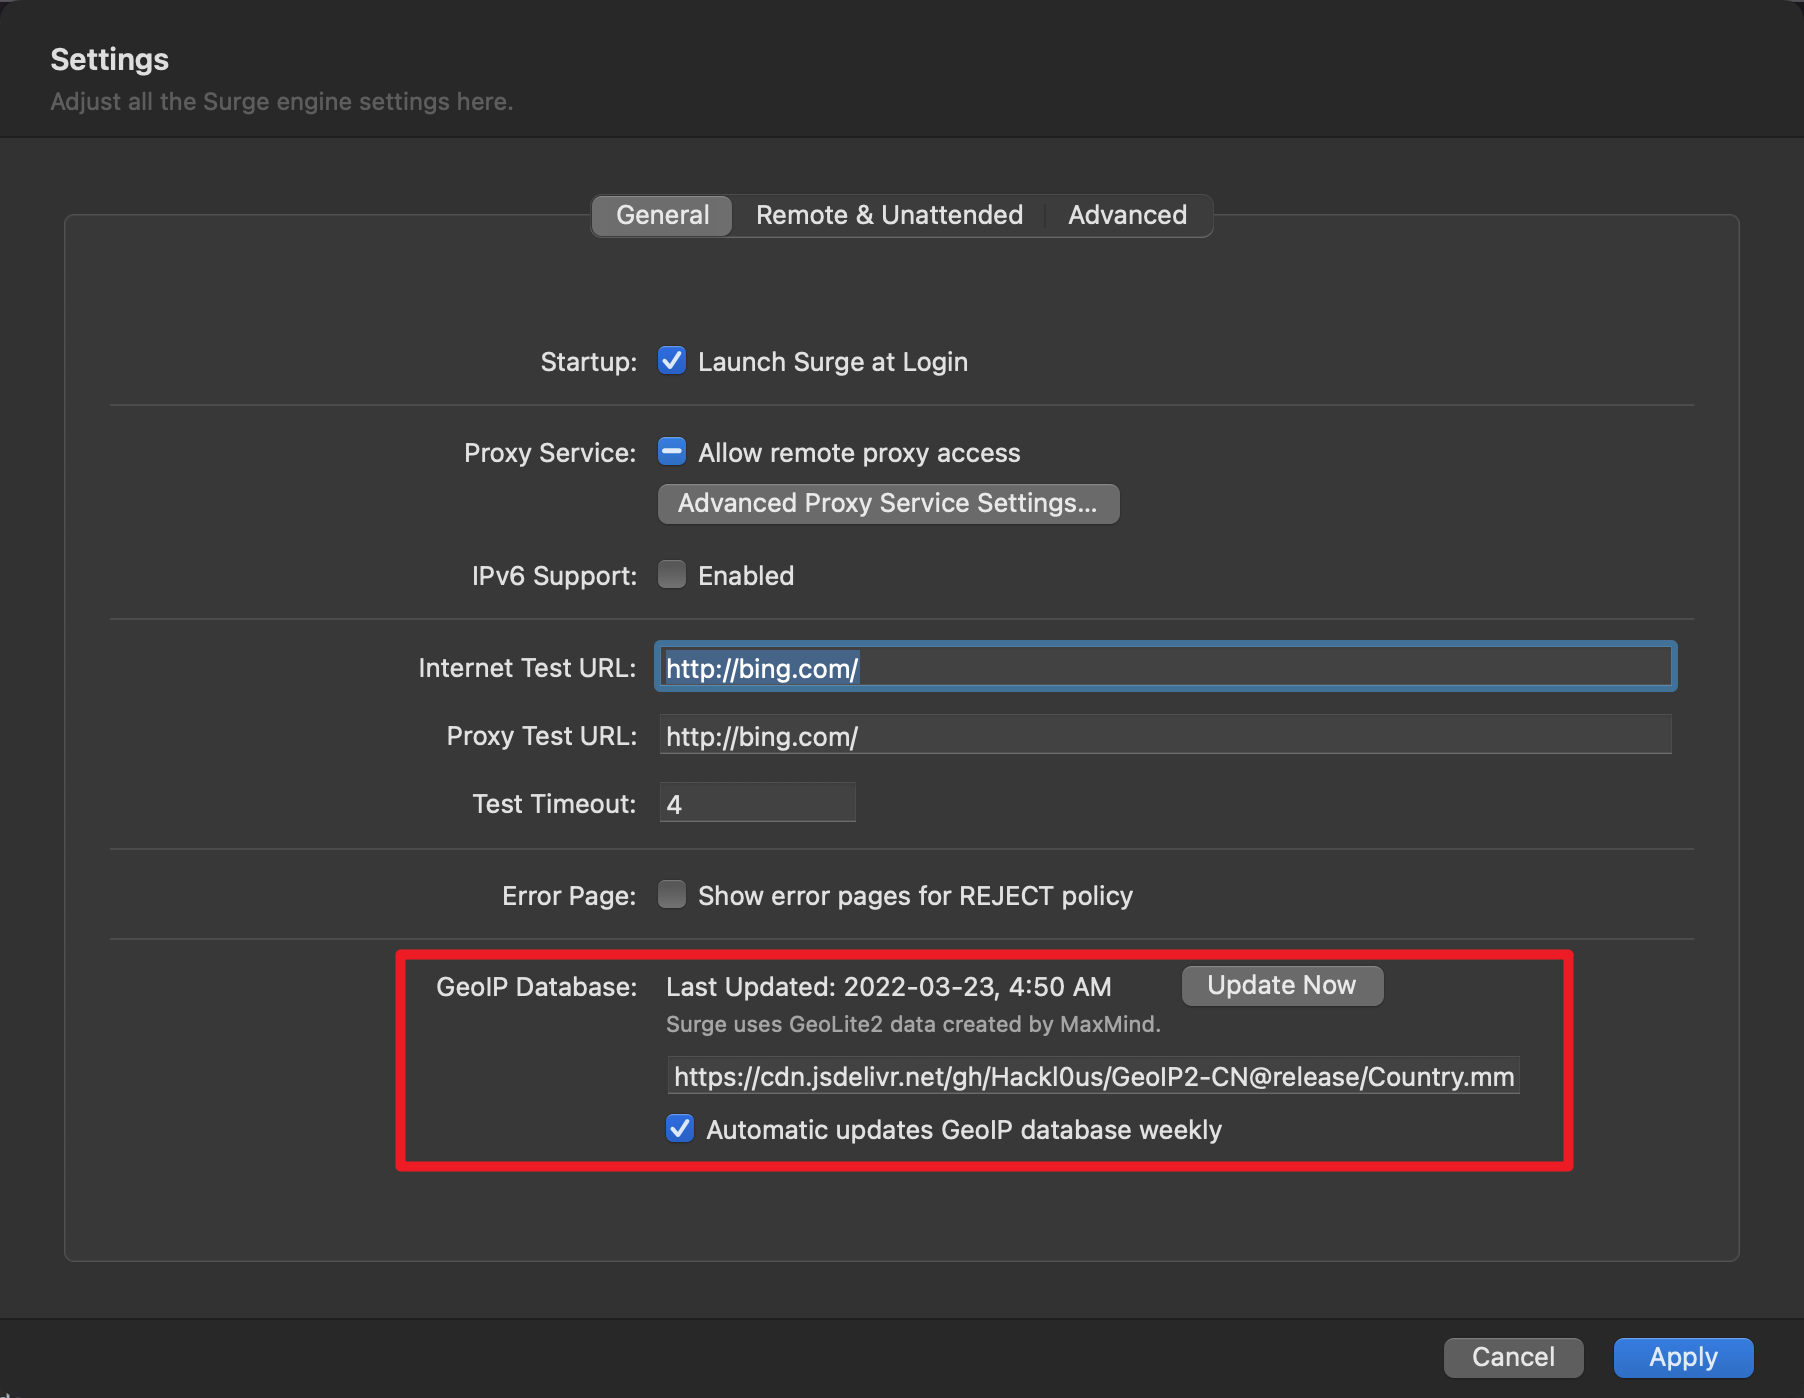 Settings
Adjust all the Surge engine settings here.
General Remote & Unattended Advanced
Startup: Launch Surge at Login
Proxy Service: Allow remote proxy access
Advanced Proxy Service Settings...
IPv6 Support: Enabled
Internet Test URL: http://bing.com/
Proxy Test URL: http://bing.com/
Test Timeout: 4
Error Page: Show error pages for REJECT policy
GeoIP Database: Last Updated: 2022-03-23, 4:50 AM Update Now
Surge uses GeoLite2 data created by MaxMind.
https://cdn.jsdelivr.net/gh/Hackl0us/GeoIP2-CN@release/Country.mm
Automatic updates GeoIP database weekly
Cancel Apply